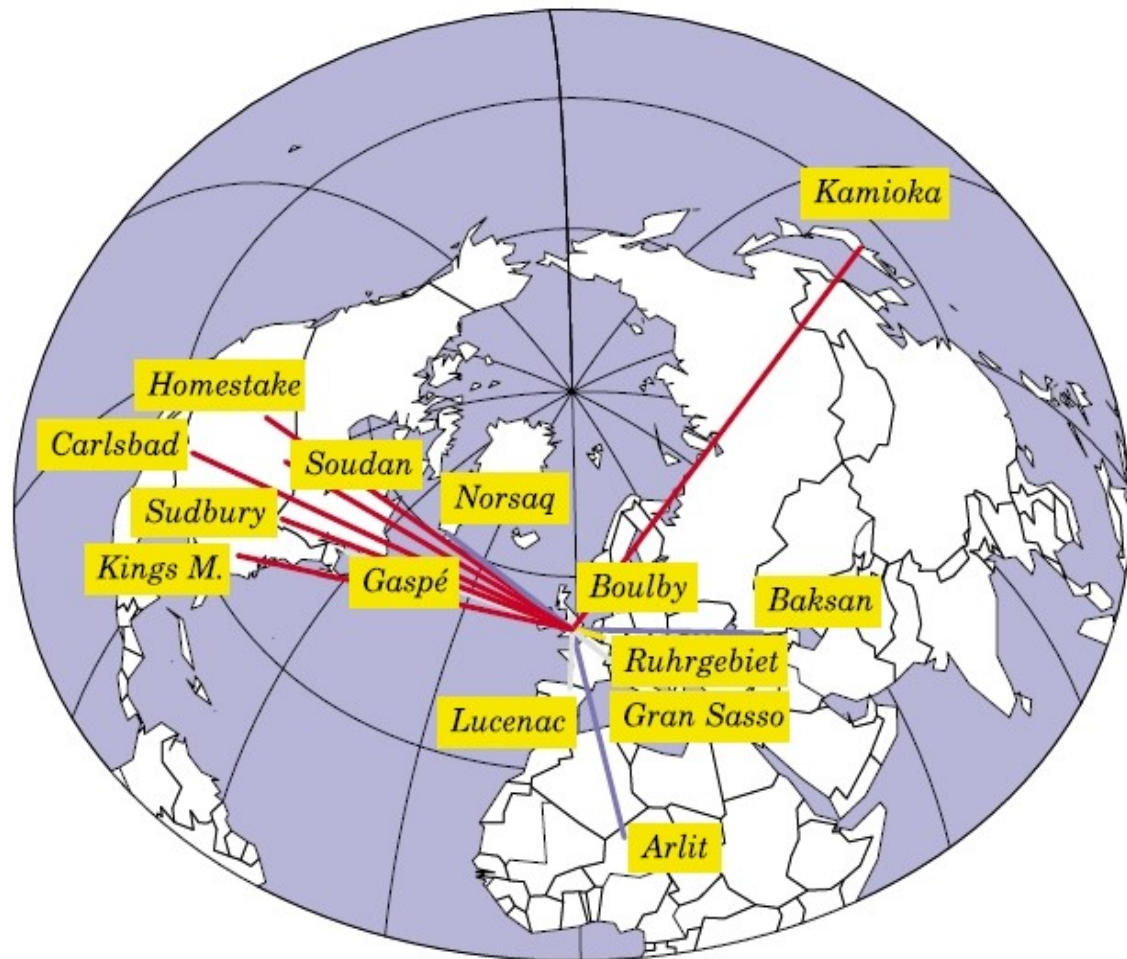 Kamioka
Homestake
Carlsbad
Soudan
Norsaq
Sudbury
Kings M.
Gaspé
Boulby
Baksan
Ruhrgebiet
Lucenac
Gran Sasso
Arlit